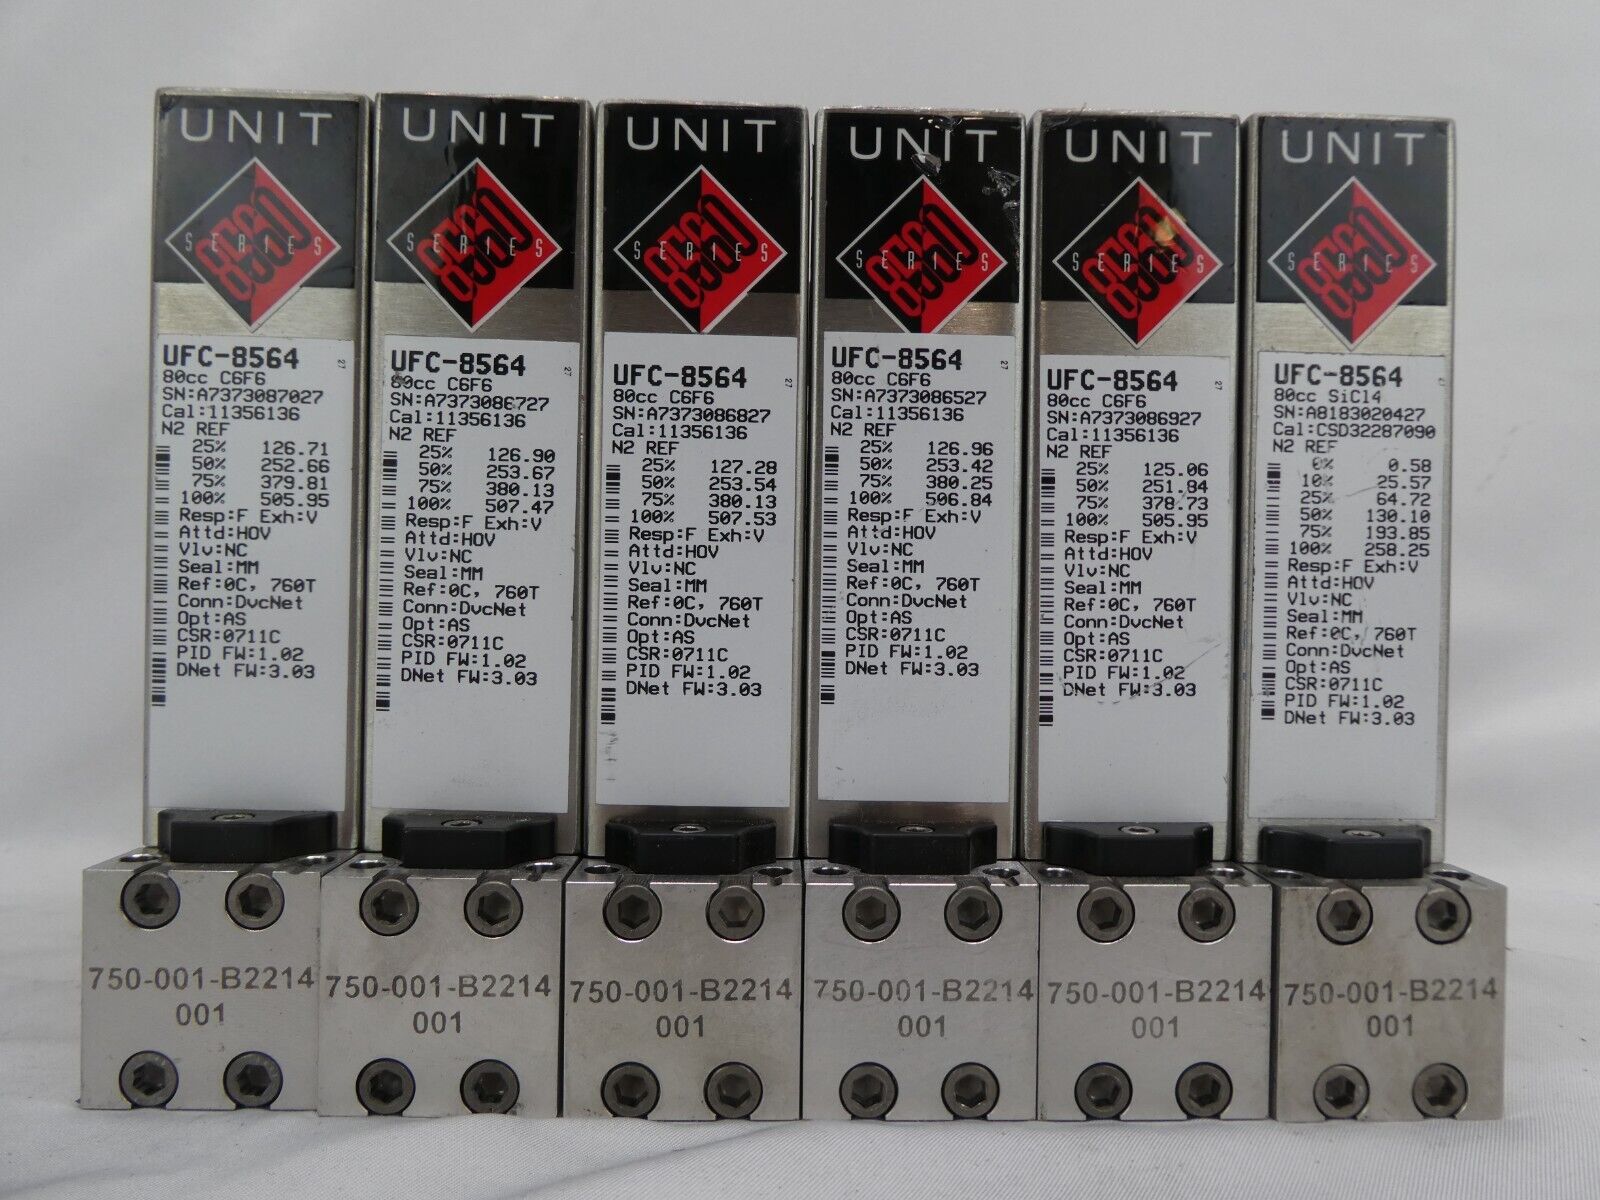 UNIT
8560
SERIES
UFC-8564
27
80cc C6F6
SN:A7373087027
Cal:11356136
N2 REF
25% 126.71
50% 252.66
75% 379.81
100% 505.95
Resp:F Exh:V
Attd:HOV
Vlv:NC
Seal:MM
Ref:0C, 760T
Conn:DvcNet
Opt:AS
CSR:0711C
PID FW:1.02
DNet FW:3.03
750-001-B2214
001
UNIT
8560
SERIES
UFC-8564
27
80cc C6F6
SN:A7373086727
Cal:11356136
N2 REF
25% 126.90
50% 253.67
75% 380.13
100% 507.47
Resp:F Exh:V
Attd:HOV
Vlv:NC
Seal:MM
Ref:0C, 760T
Conn:DvcNet
Opt:AS
CSR:0711C
PID FW:1.02
DNet FW:3.03
750-001-B2214
001
UNIT
8560
SERIES
UFC-8564
27
80cc C6F6
SN:A7373086827
Cal:11356136
N2 REF
25% 127.28
50% 253.54
75% 380.13
100% 507.53
Resp:F Exh:V
Attd:HOV
Vlv:NC
Seal:MM
Ref:0C, 760T
Conn:DvcNet
Opt:AS
CSR:0711C
PID FW:1.02
DNet FW:3.03
750-001-B2214
001
UNIT
8560
SERIES
UFC-8564
27
80cc C6F6
SN:A7373086527
Cal:11356136
N2 REF
25% 126.96
50% 253.42
75% 380.25
100% 506.84
Resp:F Exh:V
Attd:HOV
Vlv:NC
Seal:MM
Ref:0C, 760T
Conn:DvcNet
Opt:AS
CSR:0711C
PID FW:1.02
DNet FW:3.03
750-001-B2214
001
UNIT
8560
SERIES
UFC-8564
27
80cc C6F6
SN:A7373086927
Cal:11356136
N2 REF
25% 125.06
50% 251.84
75% 378.73
100% 505.95
Resp:F Exh:V
Attd:HOV
Vlv:NC
Seal:MM
Ref:0C, 760T
Conn:DvcNet
Opt:AS
CSR:0711C
PID FW:1.02
DNet FW:3.03
750-001-B2214
001
UNIT
8560
SERIES
UFC-8564
80cc SiCl4
SN:A8183020427
Cal:CSD32287090
N2 REF
0% 0.58
10% 25.57
25% 64.72
50% 130.10
75% 193.85
100% 258.25
Resp:F Exh:V
Attd:HOV
Vlv:NC
Seal:MM
Ref:0C, 760T
Conn:DvcNet
Opt:AS
CSR:0711C
PID FW:1.02
DNet FW:3.03
750-001-B2214
001